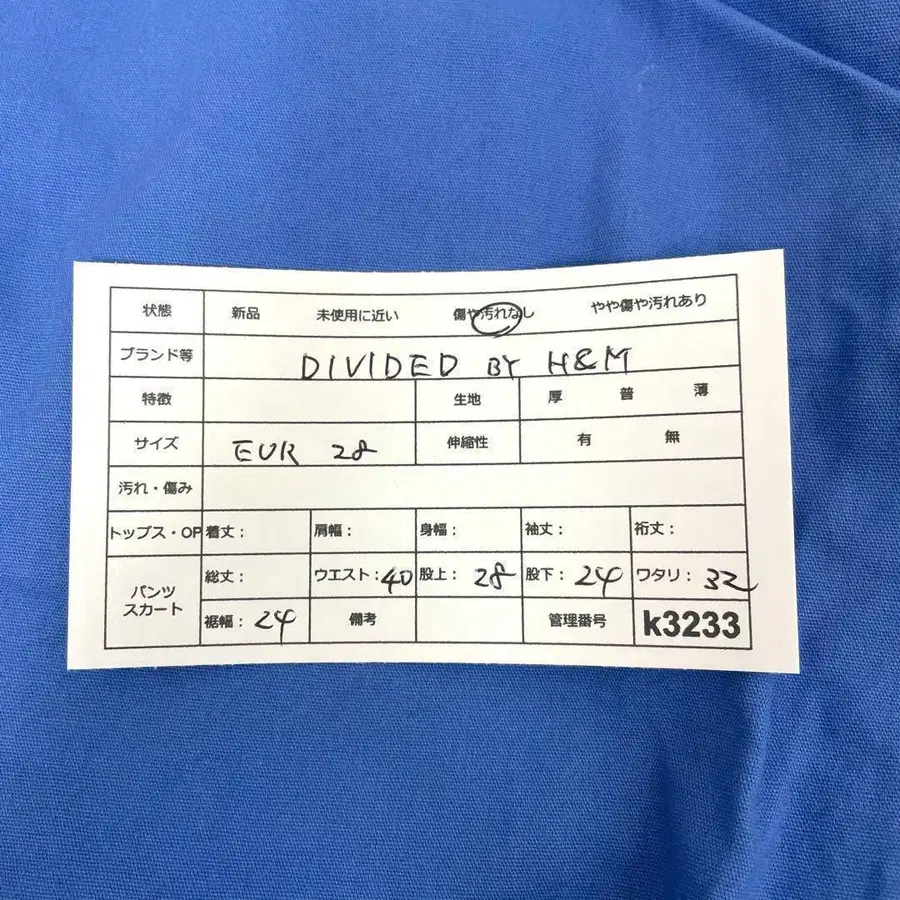 状態 新品 未使用に近い 傷や汚れなし やや傷や汚れあり
ブランド等 DIVIDED BY H&M
特徴 生地 厚 普 薄
サイズ EUR 28 伸縮性 有 無
汚れ・傷み
トップス・OP 着丈: 肩幅: 身幅: 袖丈: 裄丈:
パンツ スカート 総丈: ウエスト:40 股上:28 股下:24 ワタリ:32
裾幅:24 備考 管理番号 k3233